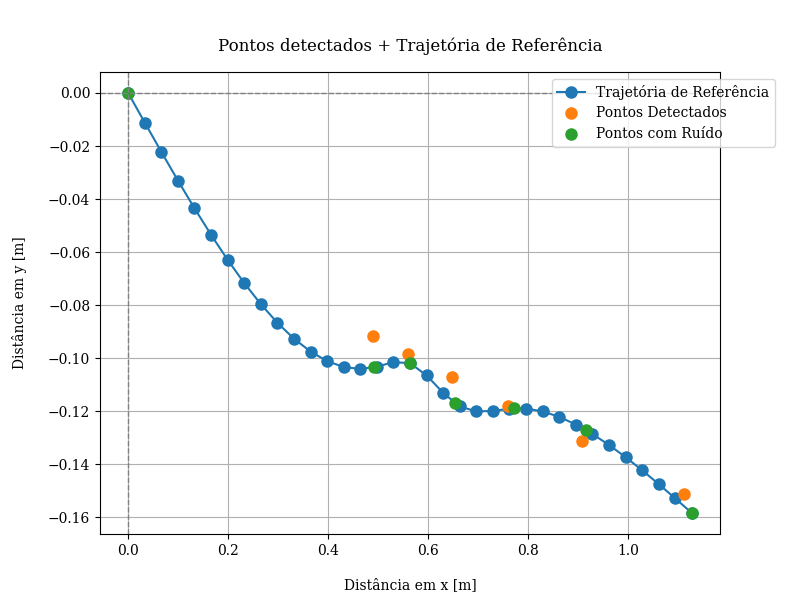 Pontos detectados + Trajetória de Referência
Trajetória de Referência
Pontos Detectados
Pontos com Ruído
0.00
−0.02
−0.04
−0.06
−0.08
−0.10
−0.12
−0.14
−0.16
Distância em y [m]
0.0 0.2 0.4 0.6 0.8 1.0
Distância em x [m]